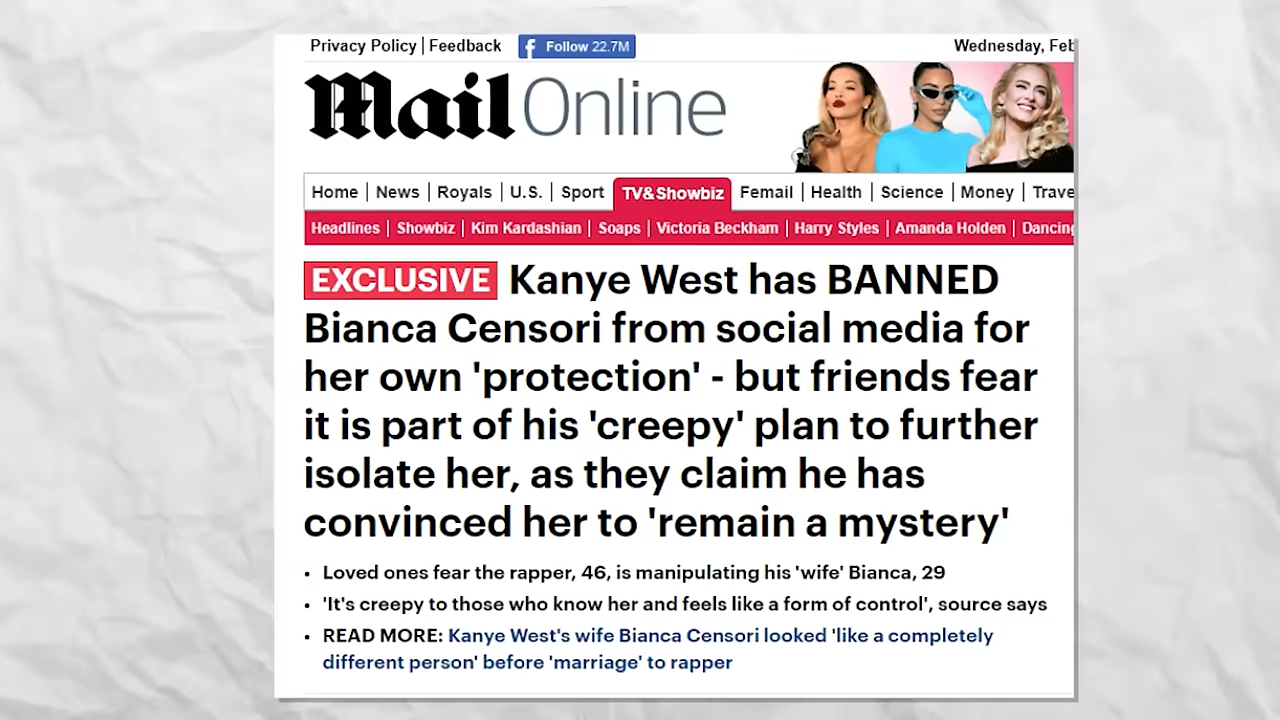 Privacy Policy | Feedback
Follow 22.7M
Wednesday, Feb
Mail Online
Home | News | Royals | U.S. | Sport TV&Showbiz Femail | Health | Science | Money | Trave
Headlines | Showbiz | Kim Kardashian | Soaps | Victoria Beckham | Harry Styles | Amanda Holden | Dancing
EXCLUSIVE Kanye West has BANNED
Bianca Censori from social media for
her own 'protection' - but friends fear
it is part of his 'creepy' plan to further
isolate her, as they claim he has
convinced her to 'remain a mystery'
• Loved ones fear the rapper, 46, is manipulating his 'wife' Bianca, 29
• 'It's creepy to those who know her and feels like a form of control', source says
• READ MORE: Kanye West's wife Bianca Censori looked 'like a completely
different person' before 'marriage' to rapper